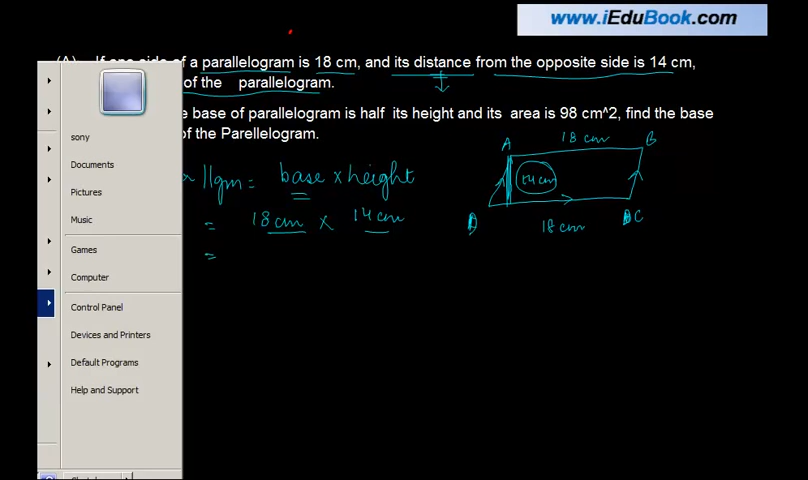 www.iEduBook.com
(A) If one side of a parallelogram is 18 cm, and its distance from the opposite side is 14 cm,
of the parallelogram.
the base of parallelogram is half its height and its area is 98 cm^2, find the base
of the Parellelogram.
||gm = base × height
= 18 cm × 14 cm
=
A 18 cm B
14 cm
D 18 cm C
sony
Documents
Pictures
Music
Games
Computer
Control Panel
Devices and Printers
Default Programs
Help and Support